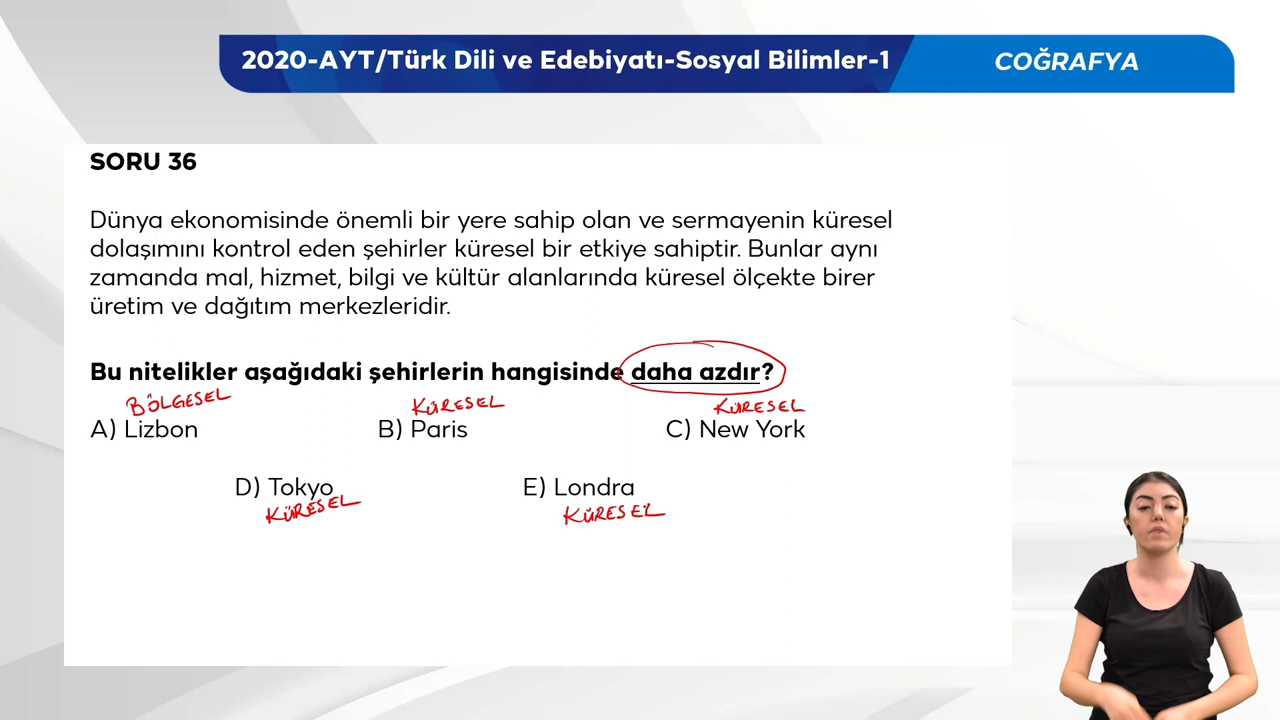 2020-AYT/Türk Dili ve Edebiyatı-Sosyal Bilimler-1
COĞRAFYA
SORU 36
Dünya ekonomisinde önemli bir yere sahip olan ve sermayenin küresel
dolaşımını kontrol eden şehirler küresel bir etkiye sahiptir. Bunlar aynı
zamanda mal, hizmet, bilgi ve kültür alanlarında küresel ölçekte birer
üretim ve dağıtım merkezleridir.
Bu nitelikler aşağıdaki şehirlerin hangisinde daha azdır?
BÖLGESEL KÜRESEL KÜRESEL
A) Lizbon B) Paris C) New York
D) Tokyo E) Londra
KÜRESEL KÜRESEL